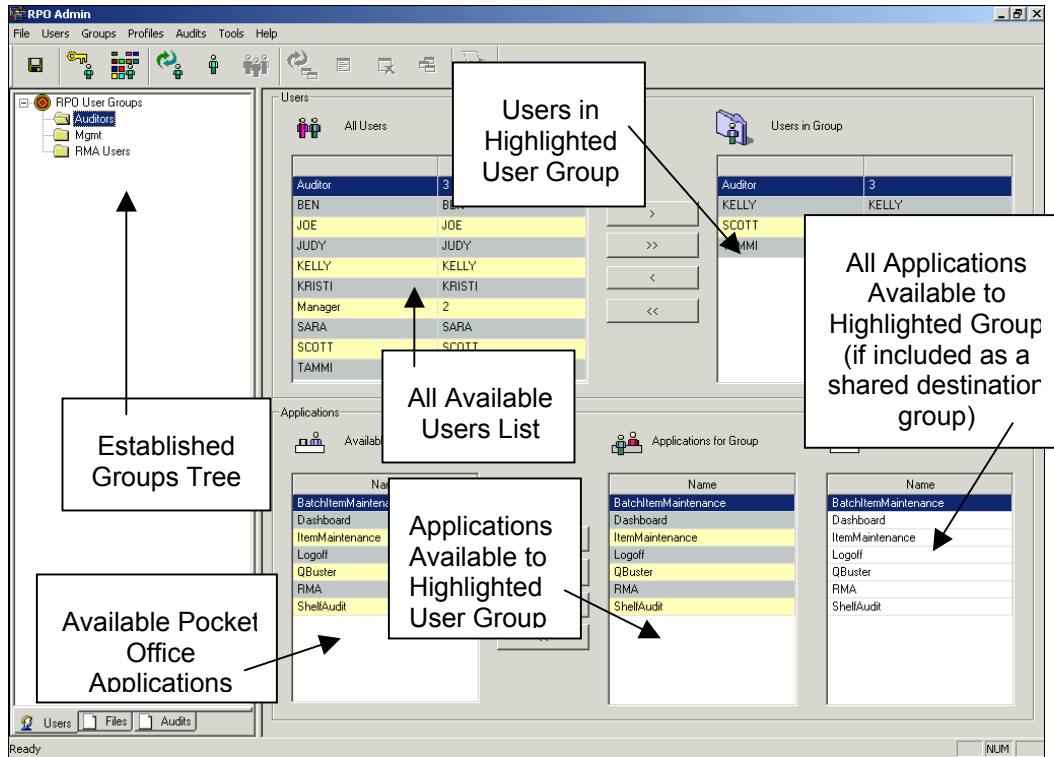 RPO Admin
File Users Groups Profiles Audits Tools Help
RPO User Groups
Auditors
Mgmt
RMA Users
Users
All Users
Auditor 3
BEN
JOE JOE
JUDY JUDY
KELLY KELLY
KRISTI KRISTI
Manager 2
SARA SARA
SCOTT SCOTT
TAMMI
>
>>
<
<<
Users in Group
Auditor 3
KELLY KELLY
SCOTT
Users in
Highlighted
User Group
All Applications
Available to
Highlighted Group
(if included as a
shared destination
group)
All Available
Users List
Established
Groups Tree
Applications
Applications for Group
Name
BatchItemMaintenance
Dashboard
ItemMaintenance
Logoff
QBuster
RMA
ShelfAudit
<<
Name
BatchItemMaintenance
Dashboard
ItemMaintenance
Logoff
QBuster
RMA
ShelfAudit
Name
BatchItemMaintenance
Dashboard
ItemMaintenance
Logoff
QBuster
RMA
ShelfAudit
Applications
Available to
Highlighted
User Group
Available Pocket
Office
Applications
Users Files Audits
Ready NUM